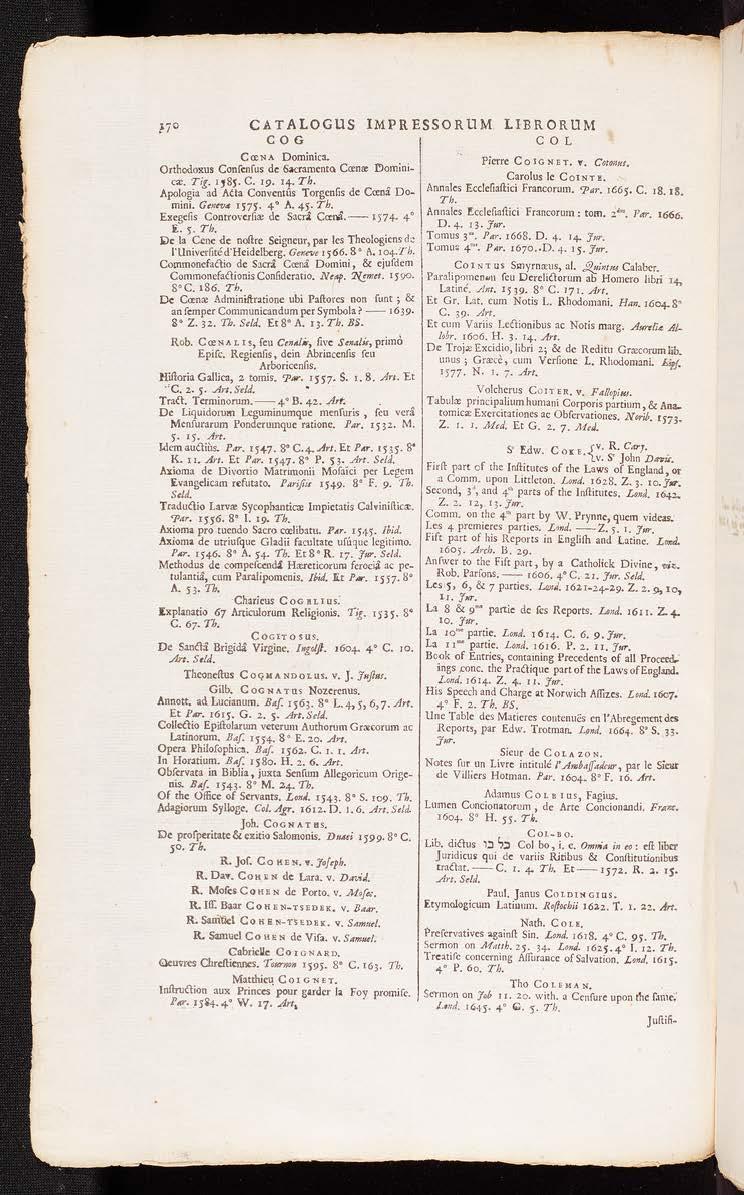 170 CATALOGUS IMPRESSORUM LIBRORUM
COG
CŒNA Dominica.
Orthodoxus Conſenſus de Sacramento Cœnæ Domini-
cæ. Tig. 1585. C. 19. 14. Th.
Apologia ad Acta Conventûs Torgenſis de Cœnâ Do-
mini. Genevæ 1575. 4° A. 45. Th.
Exegeſis Controverſiæ de Sacrâ Cœnâ. — 1574. 4°
E. 5. Th.
De la Cene de noſtre Seigneur, par les Theologiens de
l'Univerſité d'Heidelberg. Geneve 1566. 8° A. 104. Th.
Commonefactio de Sacrâ Cœnâ Domini, & ejuſdem
Commonefactionis Conſideratio. Neap. Nemet. 1590.
8° C. 186. Th.
De Cœnæ Adminiſtratione ubi Paſtores non ſunt; &
an ſemper Communicandum per Symbola? — 1639.
8° Z. 32. Th. Seld. Et 8° A. 13. Th. BS.
Rob. CŒNALIS, ſeu Cenalis, ſive Senalis, primò
Epiſc. Regienſis, dein Abrincenſis ſeu
Arboricenſis.
Hiſtoria Gallica, 2 tomis. Par. 1557. S. 1. 8. Art. Et
C. 2. 5. Art. Seld.
Tract. Terminorum. — 4° B. 42. Art.
De Liquidorum Leguminumque menſuris, ſeu verâ
Menſurarum Ponderumque ratione. Par. 1532. M.
5. 15. Art.
Idem auctiùs. Par. 1547. 8° C. 4. Art. Et Par. 1535. 8°
K. 11. Art. Et Par. 1547. 8° P. 53. Art. Seld.
Axioma de Divortio Matrimonii Moſaïci per Legem
Evangelicam refutato. Pariſiis 1549. 8° F. 9. Th.
Seld.
Traductio Larvæ Sycophanticæ Impietatis Calviniſticæ.
Par. 1556. 8° I. 19. Th.
Axioma pro tuendo Sacro cœlibatu. Par. 1545. Ibid.
Axioma de utriuſque Gladii facultate uſûque legitimo.
Par. 1546. 8° A. 54. Th. Et 8° R. 17. Jur. Seld.
Methodus de compeſcendâ Hæreticorum ferociâ ac pe-
tulantiâ, cum Paralipomenis. Ibid. Et Par. 1557. 8°
A. 53. Th.
Charieus COGELIUS.
Explanatio 67 Articulorum Religionis. Tig. 1535. 8°
C. 67. Th.
COGITOSUS.
De Sanctâ Brigidâ Virgine. Ingolſt. 1604. 4° C. 10.
Art. Seld.
Theoneſtus COGMANDOLUS. v. J. Juſtus.
Gilb. COGNATUS Nozerenus.
Annott. ad Lucianum. Baſ. 1563. 8° L. 4, 5, 6, 7. Art.
Et Par. 1615. G. 2. 5. Art. Seld.
Collectio Epiſtolarum veterum Authorum Græcorum ac
Latinorum. Baſ. 1554. 8° E. 20. Art.
Opera Philoſophica. Baſ. 1562. C. 1. 1. Art.
In Horatium. Baſ. 1580. H. 2. 6. Art.
Obſervata in Biblia, juxta Senſum Allegoricum Orige-
nis. Baſ. 1543. 8° M. 24. Th.
Of the Office of Servants. Lond. 1543. 8° S. 109. Th.
Adagiorum Sylloge. Col. Agr. 1612. D. 1. 6. Art. Seld.
Joh. COGNATUS.
De proſperitate & exitio Salomonis. Duaci 1599. 8° C.
50. Th.
R. Joſ. COHEN. v. Joſeph.
R. Dav. COHEN de Lara. v. David.
R. Moſes COHEN de Porto. v. Moſes.
R. Iſſ. Baar COHEN-TSEDEK. v. Baar.
R. Samuel COHEN-TSEDEK. v. Samuel.
R. Samuel COHEN de Viſa. v. Samuel.
Cabrielle COIGNARD.
Oeuvres Chreſtiennes. Tournon 1595. 8° C. 163. Th.
Matthieu COIGNET.
Inſtruction aux Princes pour garder la Foy promiſe.
Par. 1584. 4° W. 17. Art.
COL
Pierre COIGNET. v. Cotonus.
Carolus le COINTE.
Annales Eccleſiaſtici Francorum. Par. 1665. C. 18. 18.
Th.
Annales Eccleſiaſtici Francorum: tom. 2dus. Par. 1666.
D. 4. 13. Jur.
Tomus 3us. Par. 1668. D. 4. 14. Jur.
Tomus 4us. Par. 1670. D. 4. 15. Jur.
COINTUS Smyrnæus, al. Quintus Calaber.
Paralipomenωn ſeu Derelictorum ab Homero libri 14,
Latinè. Ant. 1539. 8° C. 171. Art.
Et Gr. Lat. cum Notis L. Rhodomani. Han. 1604. 8°
C. 39. Art.
Et cum Variis Lectionibus ac Notis marg. Aureliæ Al-
lobr. 1606. H. 3. 14. Art.
De Trojæ Excidio, libri 2; & de Reditu Græcorum lib.
unus; Græcè, cum Verſione L. Rhodomani. Lipſ.
1577. N. 1. 7. Art.
Volcherus COITER. v. Fallopius.
Tabulæ principalium humani Corporis partium, & Ana-
tomicæ Exercitationes ac Obſervationes. Norib. 1573.
Z. 1. 1. Med. Et G. 2. 7. Med.
Sr Edw. COKE. {v. R. Cary. v. Sr John Davis.
Firſt part of the Inſtitutes of the Laws of England, or
a Comm. upon Littleton. Lond. 1628. Z. 3. 10. Jur.
Second, 3d, and 4th parts of the Inſtitutes. Lond. 1642.
Z. 2. 12, 13. Jur.
Comm. on the 4th part by W. Prynne, quem videas.
Les 4 premieres parties. Lond. — Z. 5. 1. Jur.
Fift part of his Reports in Engliſh and Latine. Lond.
1605. Arch. B. 29.
Anſwer to the Fift part, by a Catholick Divine, viz.
Rob. Parſons. — 1606. 4° C. 21. Jur. Seld.
Les 5, 6, & 7 parties. Lond. 1621-24-29. Z. 2. 9, 10,
11. Jur.
La 8 & 9me partie de ſes Reports. Lond. 1611. Z. 4.
10. Jur.
La 10me partie. Lond. 1614. C. 6. 9. Jur.
La 11me partie. Lond. 1616. P. 2. 11. Jur.
Book of Entries, containing Precedents of all Proceed-
ings conc. the Practique part of the Laws of England.
Lond. 1614. Z. 4. 11. Jur.
His Speech and Charge at Norwich Aſſizes. Lond. 1607.
4° F. 2. Th. BS.
Une Table des Matieres contenuës en l'Abregement des
Reports, par Edw. Trotman. Lond. 1664. 8° S. 33.
Jur.
Sieur de COLAZON.
Notes ſur un Livre intitulé l'Ambaſſadeur, par le Sieur
de Villiers Hotman. Par. 1604. 8° F. 16. Art.
Adamus COLBIUS, Fagius.
Lumen Concionatorum, de Arte Concionandi. Franc.
1604. 8° H. 55. Th.
COL-BO.
Lib. dictus כל בו Col bo, i. e. Omnia in eo: eſt liber
Juridicus qui de variis Ritibus & Conſtitutionibus
tractat. — C. 1. 4. Th. Et — 1572. R. 2. 15.
Art. Seld.
Paul. Janus COLDINGIUS.
Etymologicum Latinum. Roſtochii 1622. T. 1. 22. Art.
Nath. COLE.
Preſervatives againſt Sin. Lond. 1618. 4° C. 95. Th.
Sermon on Matth. 25. 34. Lond. 1625. 4° I. 12. Th.
Treatiſe concerning Aſſurance of Salvation. Lond. 1615.
4° P. 60. Th.
Tho COLEMAN.
Sermon on Job 11. 20. with a Cenſure upon the ſame.
Lond. 1645. 4° G. 5. Th.
Juſtifi-